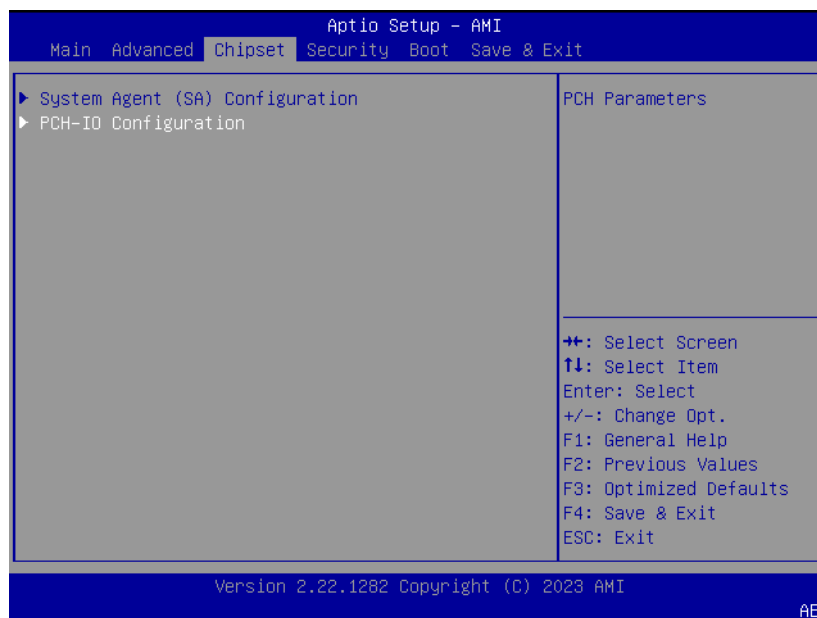 Aptio Setup – AMI
Main Advanced Chipset Security Boot Save & Exit
▶ System Agent (SA) Configuration
▶ PCH-IO Configuration
PCH Parameters
→←: Select Screen
↑↓: Select Item
Enter: Select
+/-: Change Opt.
F1: General Help
F2: Previous Values
F3: Optimized Defaults
F4: Save & Exit
ESC: Exit
Version 2.22.1282 Copyright (C) 2023 AMI
AB